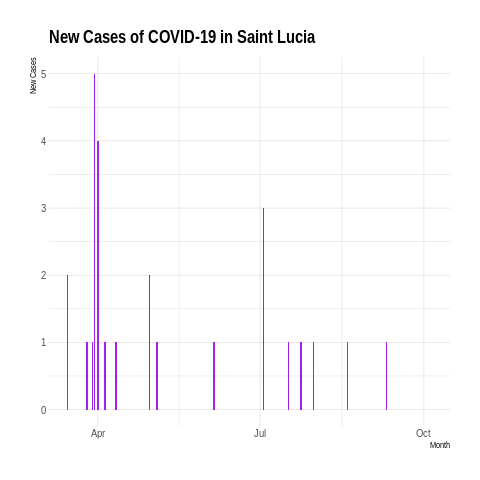 New Cases of COVID-19 in Saint Lucia
New Cases
5
4
3
2
1
0
Apr
Jul
Oct
Month